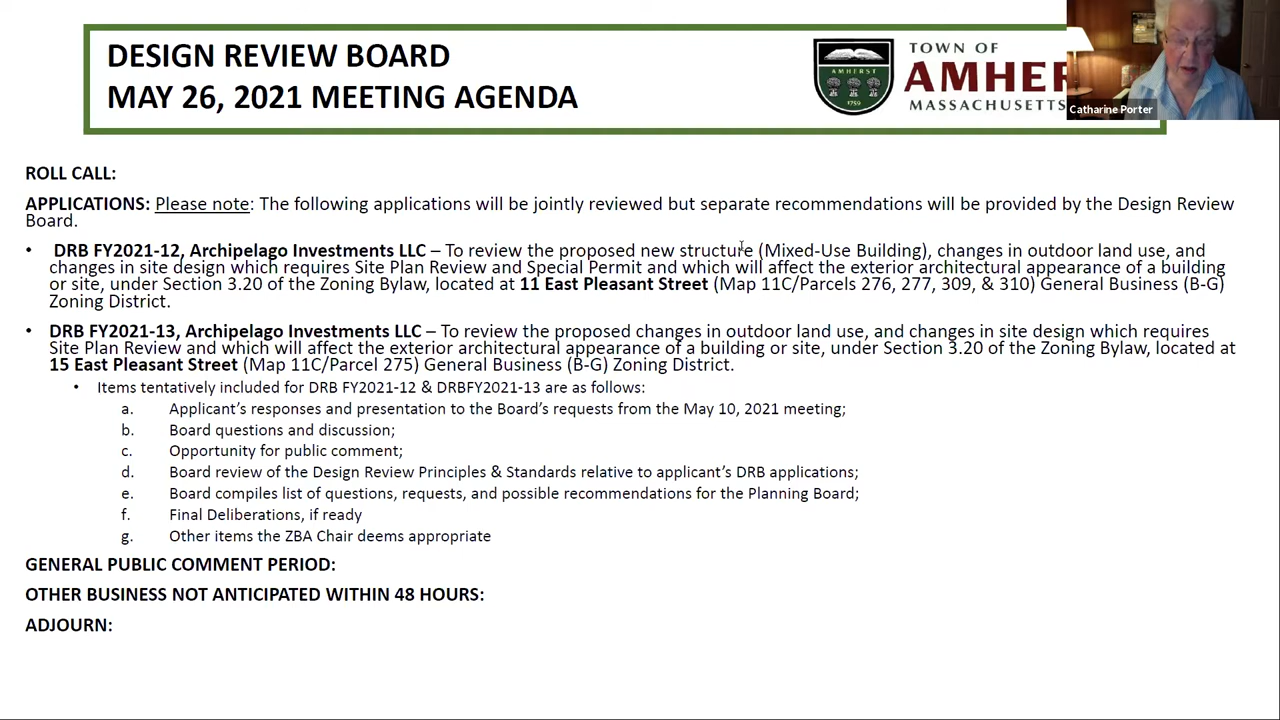 DESIGN REVIEW BOARD
MAY 26, 2021 MEETING AGENDA
AMHERST
1759
TOWN OF
AMHER
MASSACHUSETTS
Catharine Porter
ROLL CALL:
APPLICATIONS: Please note: The following applications will be jointly reviewed but separate recommendations will be provided by the Design Review
Board.
• DRB FY2021-12, Archipelago Investments LLC – To review the proposed new structure (Mixed-Use Building), changes in outdoor land use, and
changes in site design which requires Site Plan Review and Special Permit and which will affect the exterior architectural appearance of a building
or site, under Section 3.20 of the Zoning Bylaw, located at 11 East Pleasant Street (Map 11C/Parcels 276, 277, 309, & 310) General Business (B-G)
Zoning District.
• DRB FY2021-13, Archipelago Investments LLC – To review the proposed changes in outdoor land use, and changes in site design which requires
Site Plan Review and which will affect the exterior architectural appearance of a building or site, under Section 3.20 of the Zoning Bylaw, located at
15 East Pleasant Street (Map 11C/Parcel 275) General Business (B-G) Zoning District.
• Items tentatively included for DRB FY2021-12 & DRBFY2021-13 are as follows:
a. Applicant's responses and presentation to the Board's requests from the May 10, 2021 meeting;
b. Board questions and discussion;
c. Opportunity for public comment;
d. Board review of the Design Review Principles & Standards relative to applicant's DRB applications;
e. Board compiles list of questions, requests, and possible recommendations for the Planning Board;
f. Final Deliberations, if ready
g. Other items the ZBA Chair deems appropriate
GENERAL PUBLIC COMMENT PERIOD:
OTHER BUSINESS NOT ANTICIPATED WITHIN 48 HOURS:
ADJOURN: